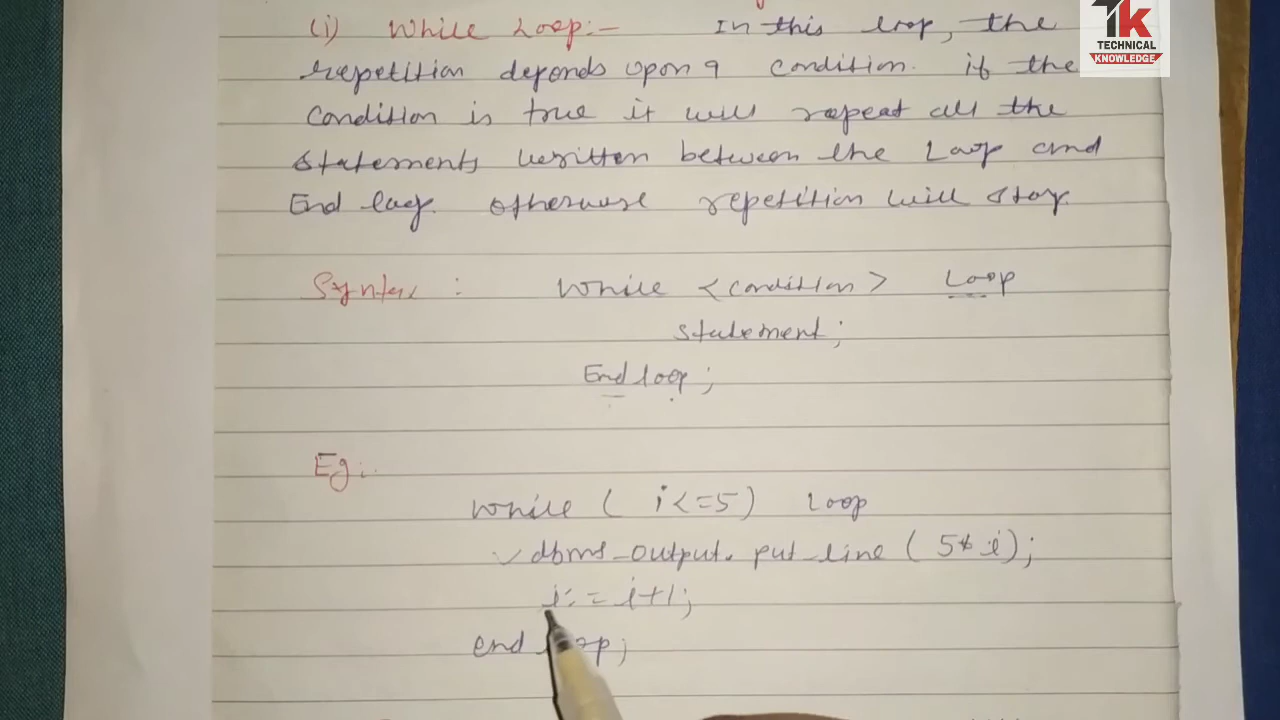 (i) While Loop:- In this loop, the
repetition depends upon a condition. if the
condition is true it will repeat all the
statements written between the Loop and
End loop. otherwise repetition will stop.
Syntax : While <condition> Loop
statement;
End loop;
Eg:.
while ( i<=5) Loop
dbms_output. put_line ( 5* i);
i:= i+1;
end loop;
TK
TECHNICAL
KNOWLEDGE